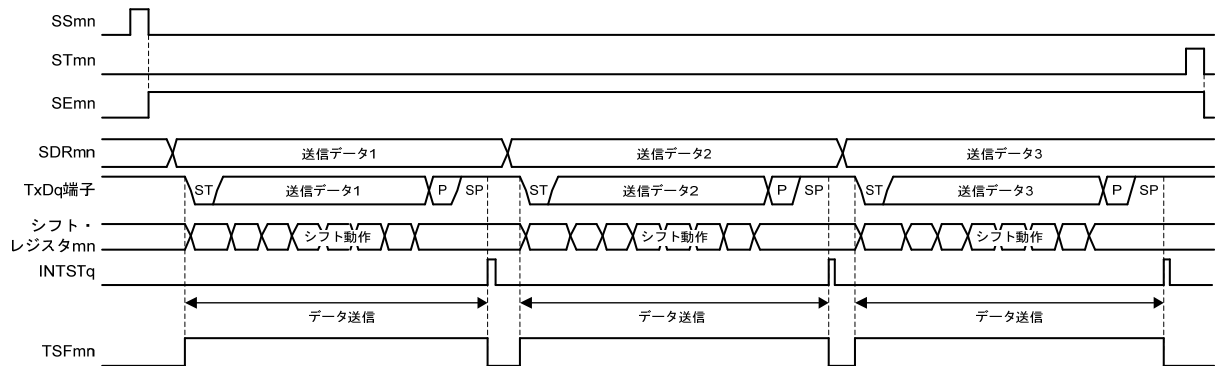 SSmn
STmn
SEmn
SDRmn 送信データ1 送信データ2 送信データ3
TxDq端子 ST 送信データ1 P SP ST 送信データ2 P SP ST 送信データ3 P SP
シフト・
レジスタmn シフト動作 シフト動作 シフト動作
INTSTq
データ送信 データ送信 データ送信
TSFmn